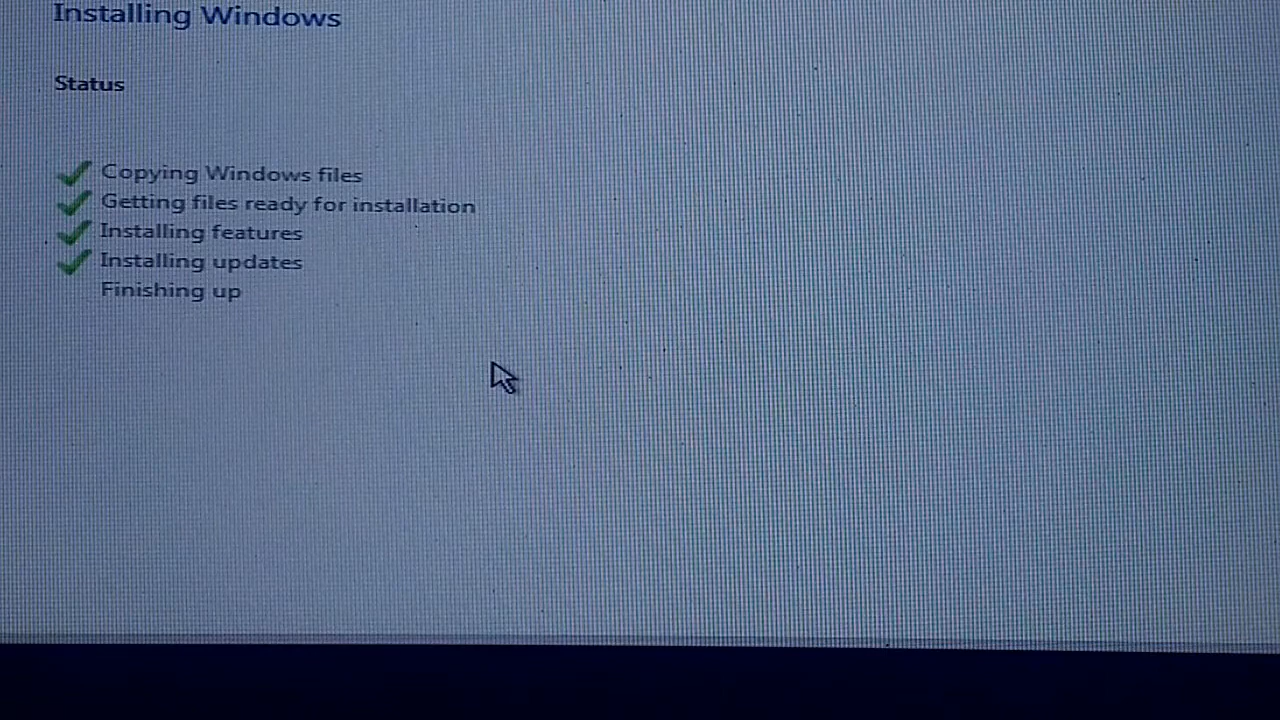 Installing Windows
Status
Copying Windows files
Getting files ready for installation
Installing features
Installing updates
Finishing up